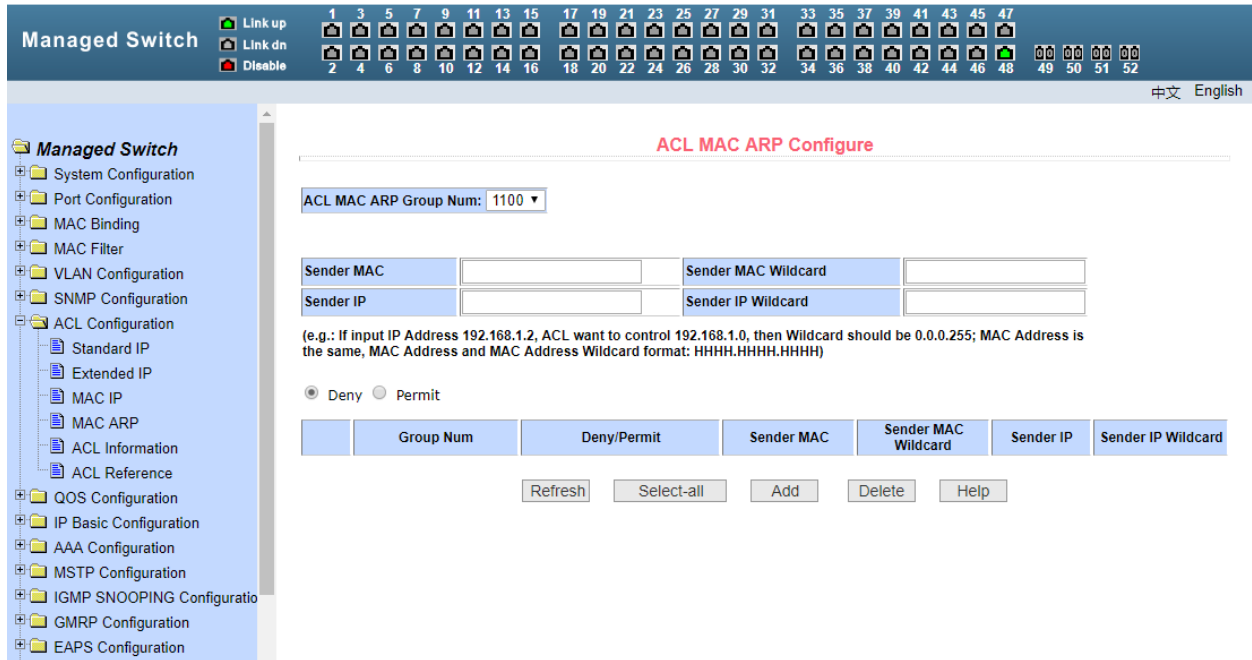 Managed Switch
Link up
Link dn
Disable
1 3 5 7 9 11 13 15 17 19 21 23 25 27 29 31 33 35 37 39 41 43 45 47
2 4 6 8 10 12 14 16 18 20 22 24 26 28 30 32 34 36 38 40 42 44 46 48 49 50 51 52
中文 English
Managed Switch
System Configuration
Port Configuration
MAC Binding
MAC Filter
VLAN Configuration
SNMP Configuration
ACL Configuration
Standard IP
Extended IP
MAC IP
MAC ARP
ACL Information
ACL Reference
QOS Configuration
IP Basic Configuration
AAA Configuration
MSTP Configuration
IGMP SNOOPING Configuratio
GMRP Configuration
EAPS Configuration
ACL MAC ARP Configure
ACL MAC ARP Group Num: 1100
Sender MAC Sender MAC Wildcard
Sender IP Sender IP Wildcard
(e.g.: If input IP Address 192.168.1.2, ACL want to control 192.168.1.0, then Wildcard should be 0.0.0.255; MAC Address is
the same, MAC Address and MAC Address Wildcard format: HHHH.HHHH.HHHH)
Deny Permit
Group Num Deny/Permit Sender MAC Sender MAC Wildcard Sender IP Sender IP Wildcard
Refresh Select-all Add Delete Help